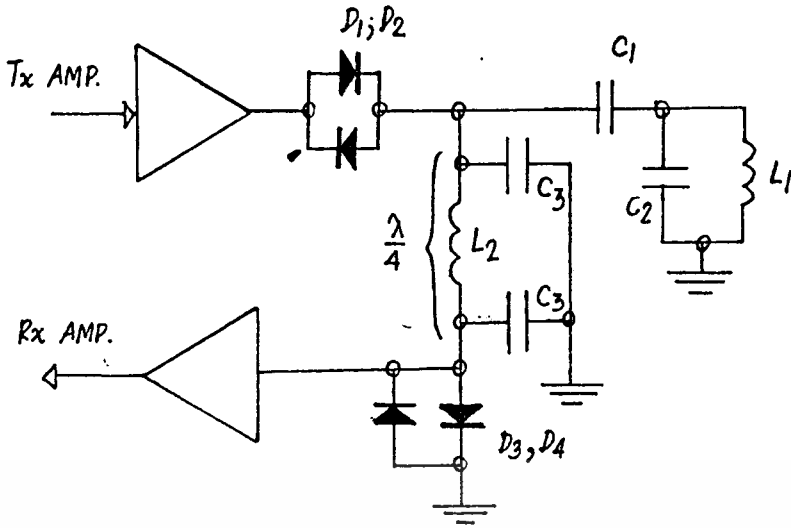 D1;D2
C1
Tx AMP.
C3
C2
L1
λ/4
L2
C3
Rx AMP.
D3,D4